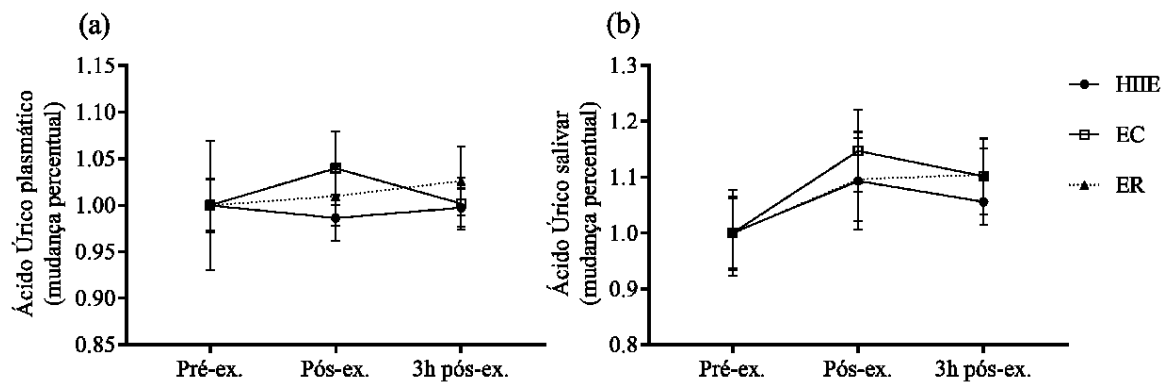 (a)
Ácido Úrico plasmático
(mudança percentual)
1.15
1.10
1.05
1.00
0.95
0.90
0.85
Pré-ex.
Pós-ex.
3h pós-ex.
(b)
Ácido Úrico salivar
(mudança percentual)
1.3
1.2
1.1
1.0
0.9
0.8
Pré-ex.
Pós-ex.
3h pós-ex.
HIIE
EC
ER